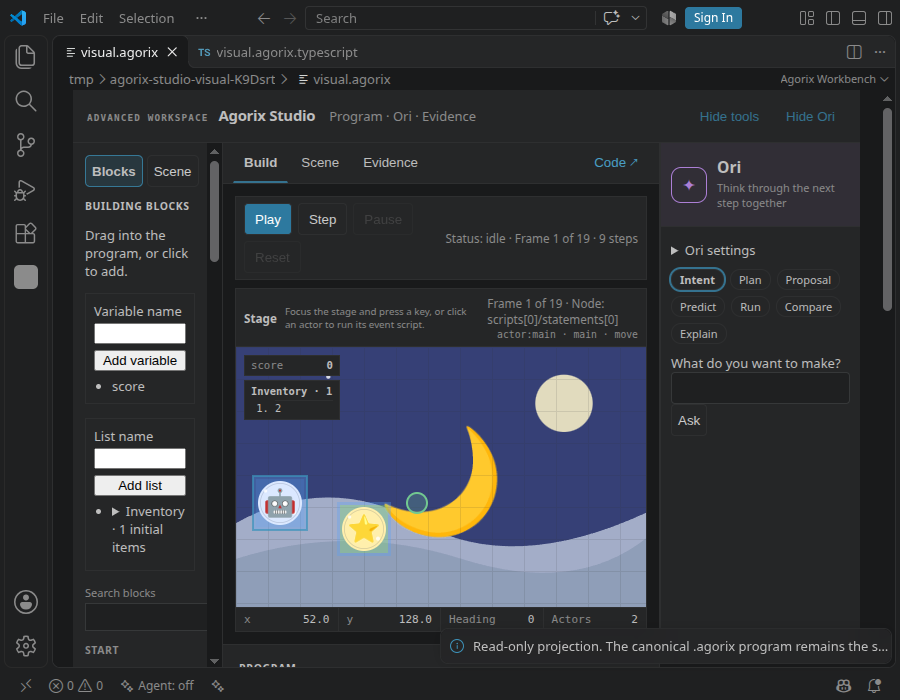 File Edit Selection ··· Search Sign In
visual.agorix
TS visual.agorix.typescript
tmp > agorix-studio-visual-K9Dsrt > visual.agorix
Agorix Workbench
ADVANCED WORKSPACE Agorix Studio Program · Ori · Evidence Hide tools Hide Ori
Blocks Scene
BUILDING BLOCKS
Drag into the
program, or click
to add.
Variable name
Add variable
• score
List name
Add list
• ▶ Inventory
· 1 initial
items
Search blocks
START
Build Scene Evidence Code ↗
Play Step Pause
Reset
Status: idle · Frame 1 of 19 · 9 steps
Stage
Focus the stage and press a key, or click
an actor to run its event script.
Frame 1 of 19 · Node:
scripts[0]/statements[0]
actor:main · main · move
score 0
Inventory · 1
1. 2
x 52.0 y 128.0 Heading 0 Actors 2
PROGRAM
Ori
Think through the next
step together
▶ Ori settings
Intent Plan Proposal
Predict Run Compare
Explain
What do you want to make?
Ask
Read-only projection. The canonical .agorix program remains the s...
0 0 Agent: off